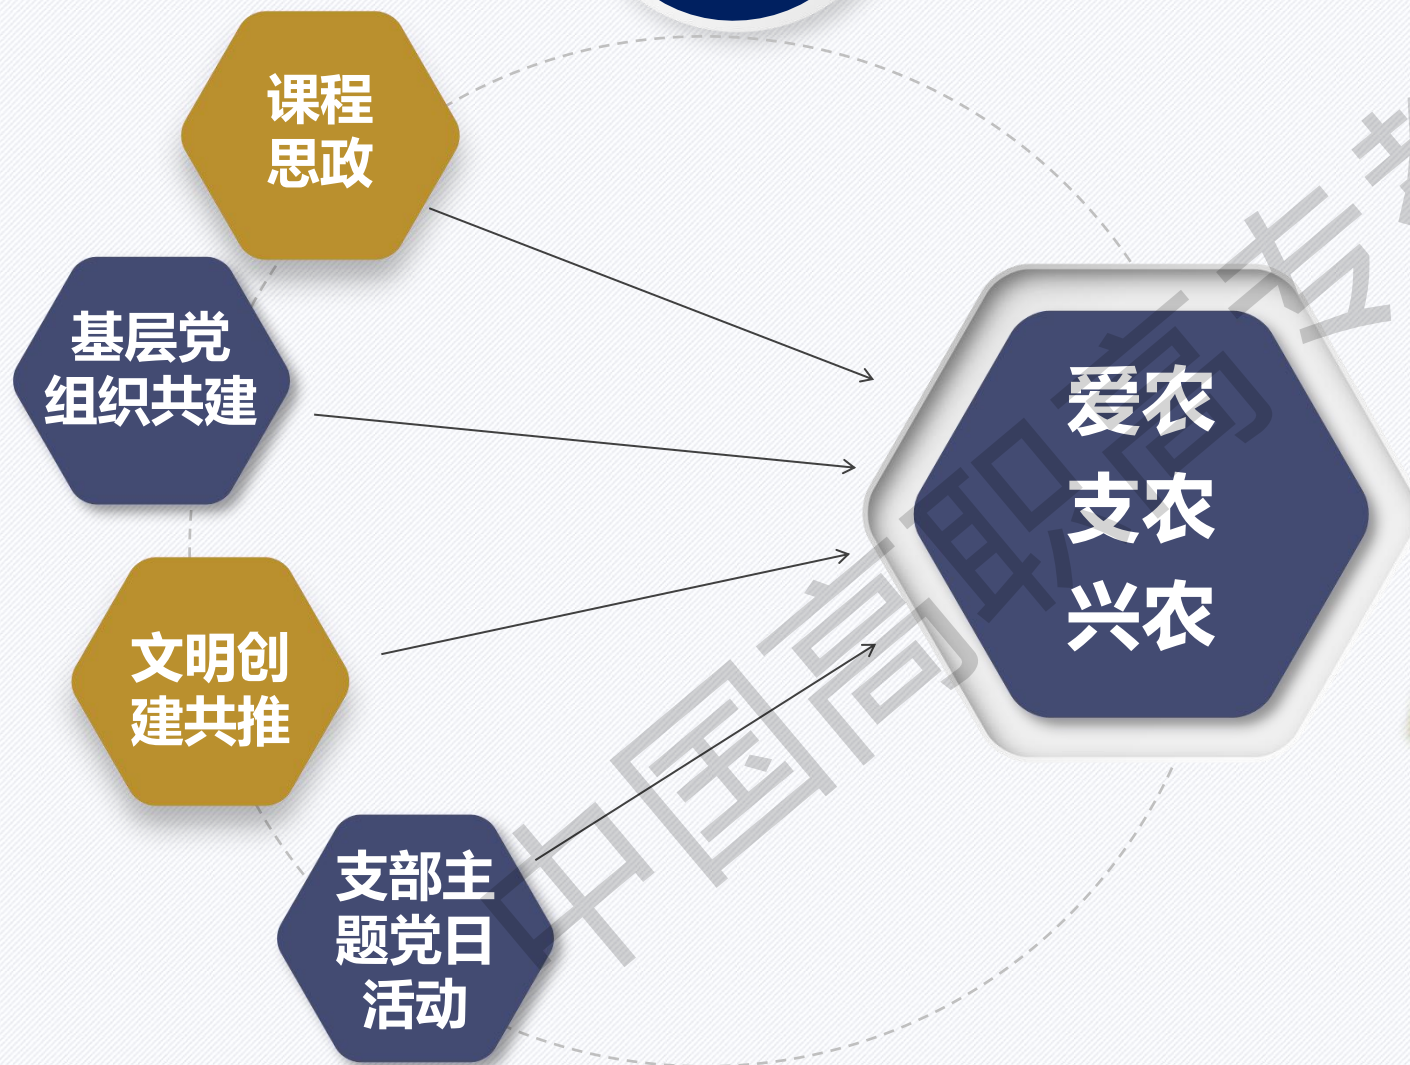 课程
思政
基层党
组织共建
文明创
建共推
支部主
题党日
活动
爱农
支农
兴农
中国高职高专